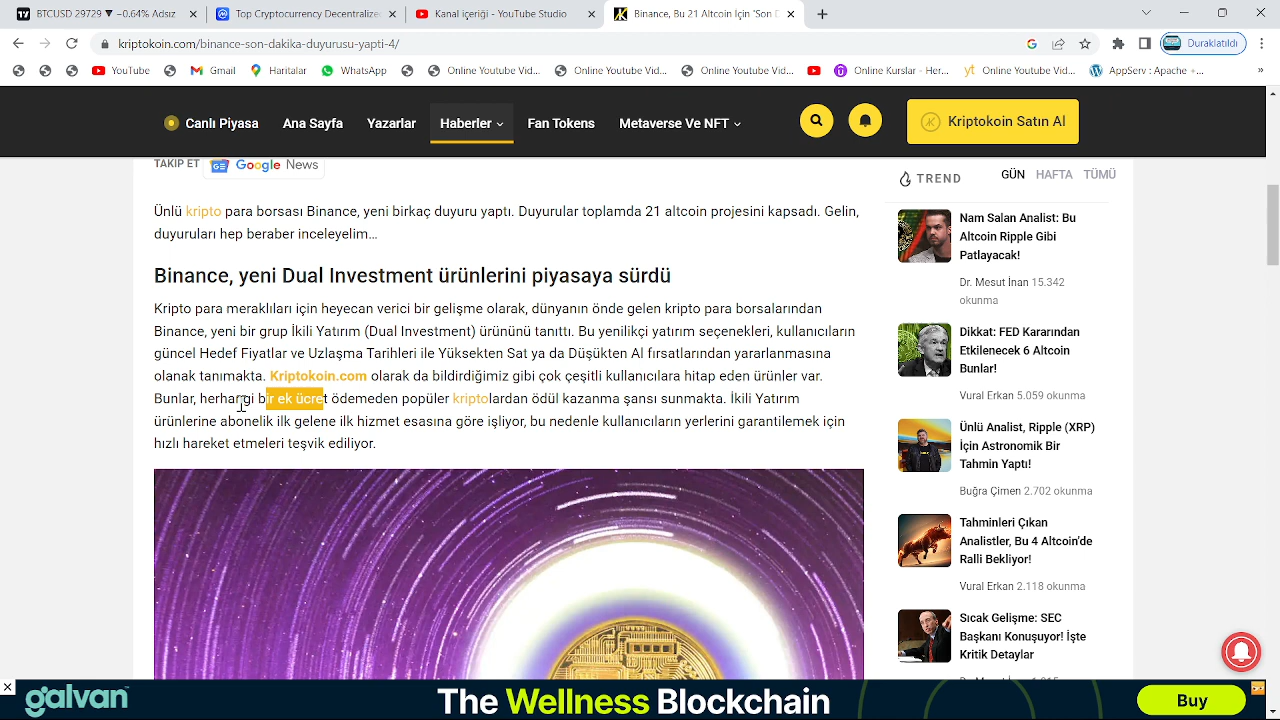 BTCUSD 29729 ▼ −0.64% Adsız
Top Cryptocurrency Decentralize
Kanal içeriği - YouTube Studio
Binance, Bu 21 Altcoin İçin 'Son D
kriptokoin.com/binance-son-dakika-duyurusu-yapti-4/
Duraklatıldı
YouTube
Gmail
Haritalar
WhatsApp
Online Youtube Vid...
Online Youtube Vid...
Online Youtube Vid...
Online Kurslar - Her...
Online Youtube Vid...
AppServ : Apache +...
»
Canlı Piyasa
Ana Sayfa
Yazarlar
Haberler
Fan Tokens
Metaverse Ve NFT
Kriptokoin Satın Al
TAKİP ET
Google News
Ünlü kripto para borsası Binance, yeni birkaç duyuru yaptı. Duyurular toplamda 21 altcoin projesini kapsadı. Gelin,
duyuruları hep beraber inceleyelim…
Binance, yeni Dual Investment ürünlerini piyasaya sürdü
Kripto para meraklıları için heyecan verici bir gelişme olarak, dünyanın önde gelen kripto para borsalarından
Binance, yeni bir grup İkili Yatırım (Dual Investment) ürününü tanıttı. Bu yenilikçi yatırım seçenekleri, kullanıcıların
güncel Hedef Fiyatlar ve Uzlaşma Tarihleri ile Yüksekten Sat ya da Düşükten Al fırsatlarından yararlanmasına
olanak tanımakta. Kriptokoin.com olarak da bildirdiğimiz gibi çok çeşitli kullanıcılara hitap eden ürünler var.
Bunlar, herhangi bir ek ücret ödemeden popüler kriptolardan ödül kazanma şansı sunmakta. İkili Yatırım
ürünlerine abonelik ilk gelene ilk hizmet esasına göre işliyor, bu nedenle kullanıcıların yerlerini garantilemek için
hızlı hareket etmeleri teşvik ediliyor.
TREND
GÜN
HAFTA
TÜMÜ
Nam Salan Analist: Bu
Altcoin Ripple Gibi
Patlayacak!
Dr. Mesut İnan 15.342
okunma
Dikkat: FED Kararından
Etkilenecek 6 Altcoin
Bunlar!
Vural Erkan 5.059 okunma
Ünlü Analist, Ripple (XRP)
İçin Astronomik Bir
Tahmin Yaptı!
Buğra Çimen 2.702 okunma
Tahminleri Çıkan
Analistler, Bu 4 Altcoin'de
Ralli Bekliyor!
Vural Erkan 2.118 okunma
Sıcak Gelişme: SEC
Başkanı Konuşuyor! İşte
Kritik Detaylar
galvan
The Wellness Blockchain
Buy